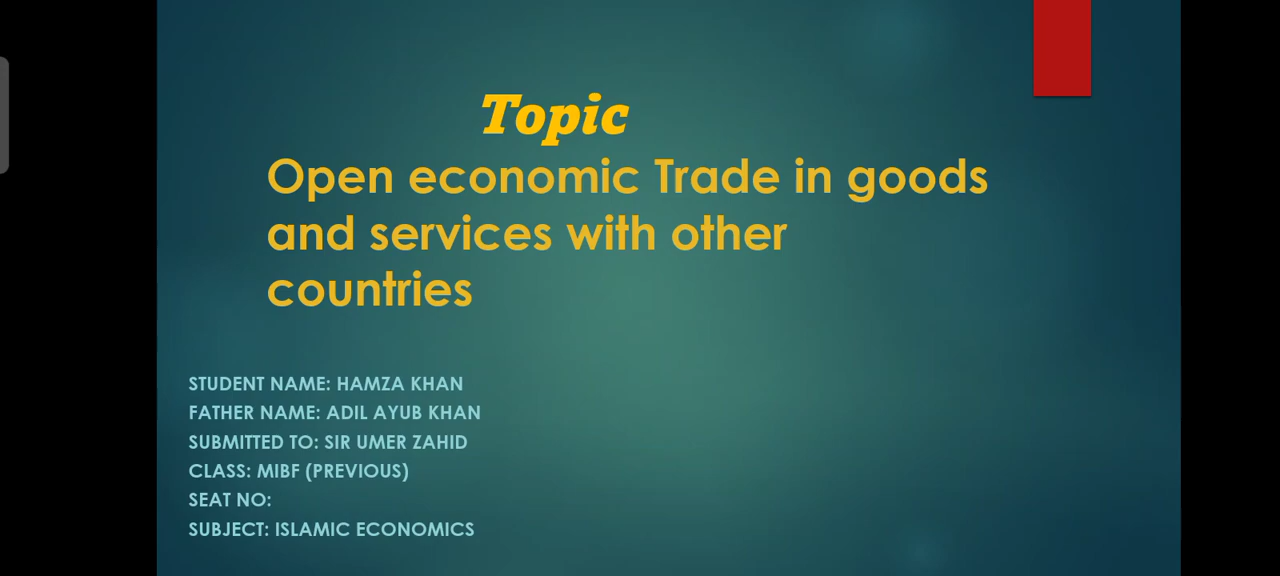 Topic
Open economic Trade in goods
and services with other
countries
STUDENT NAME: HAMZA KHAN
FATHER NAME: ADIL AYUB KHAN
SUBMITTED TO: SIR UMER ZAHID
CLASS: MIBF (PREVIOUS)
SEAT NO:
SUBJECT: ISLAMIC ECONOMICS